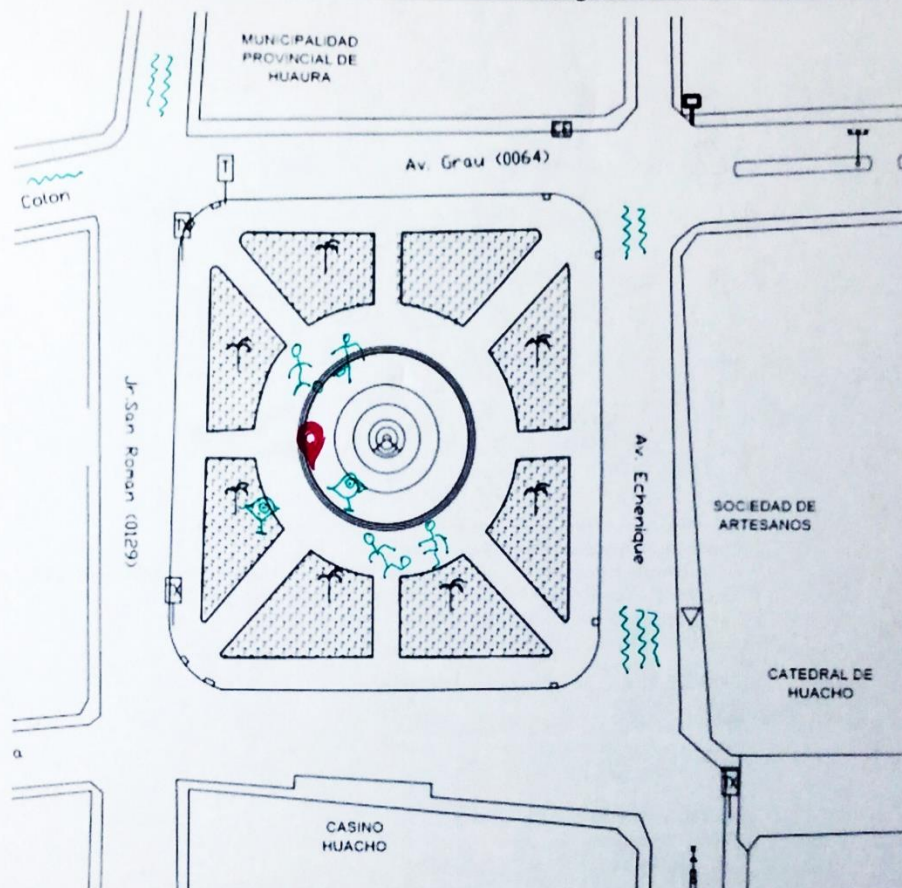 MUNICIPALIDAD
PROVINCIAL DE
HUAURA
Av. Grau (0064)
Colon
T
Jr.San Roman (0129)
Av. Echenique
SOCIEDAD DE
ARTESANOS
CATEDRAL DE
HUACHO
a
CASINO
HUACHO